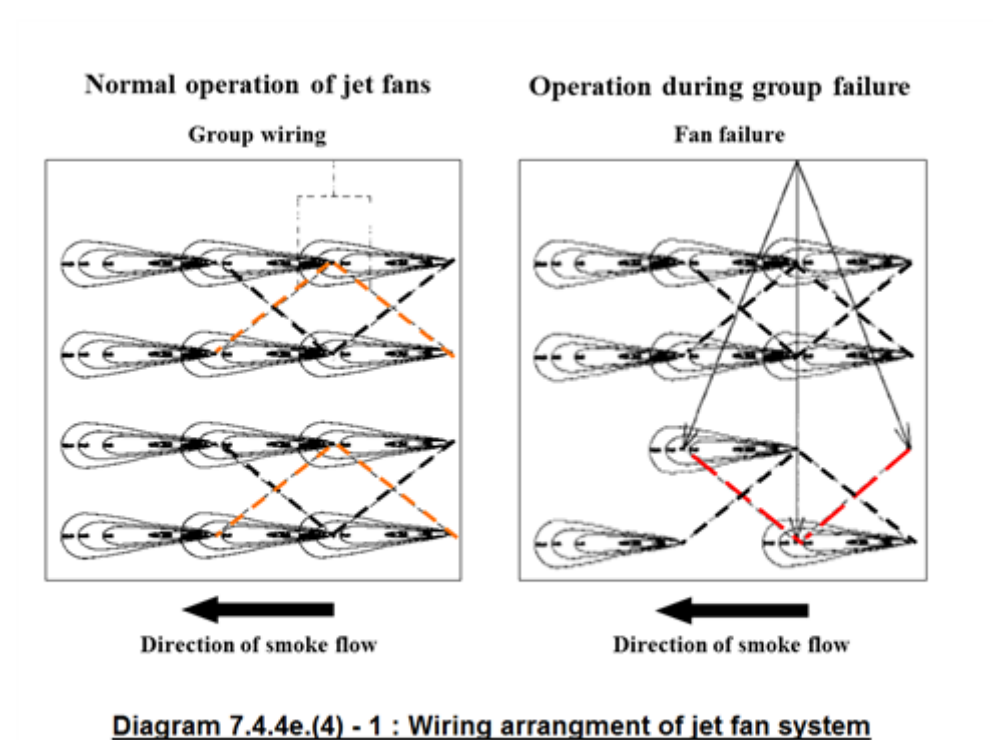 Normal operation of jet fans
Group wiring
Direction of smoke flow
Operation during group failure
Fan failure
Direction of smoke flow
Diagram 7.4.4e.(4) - 1 : Wiring arrangment of jet fan system